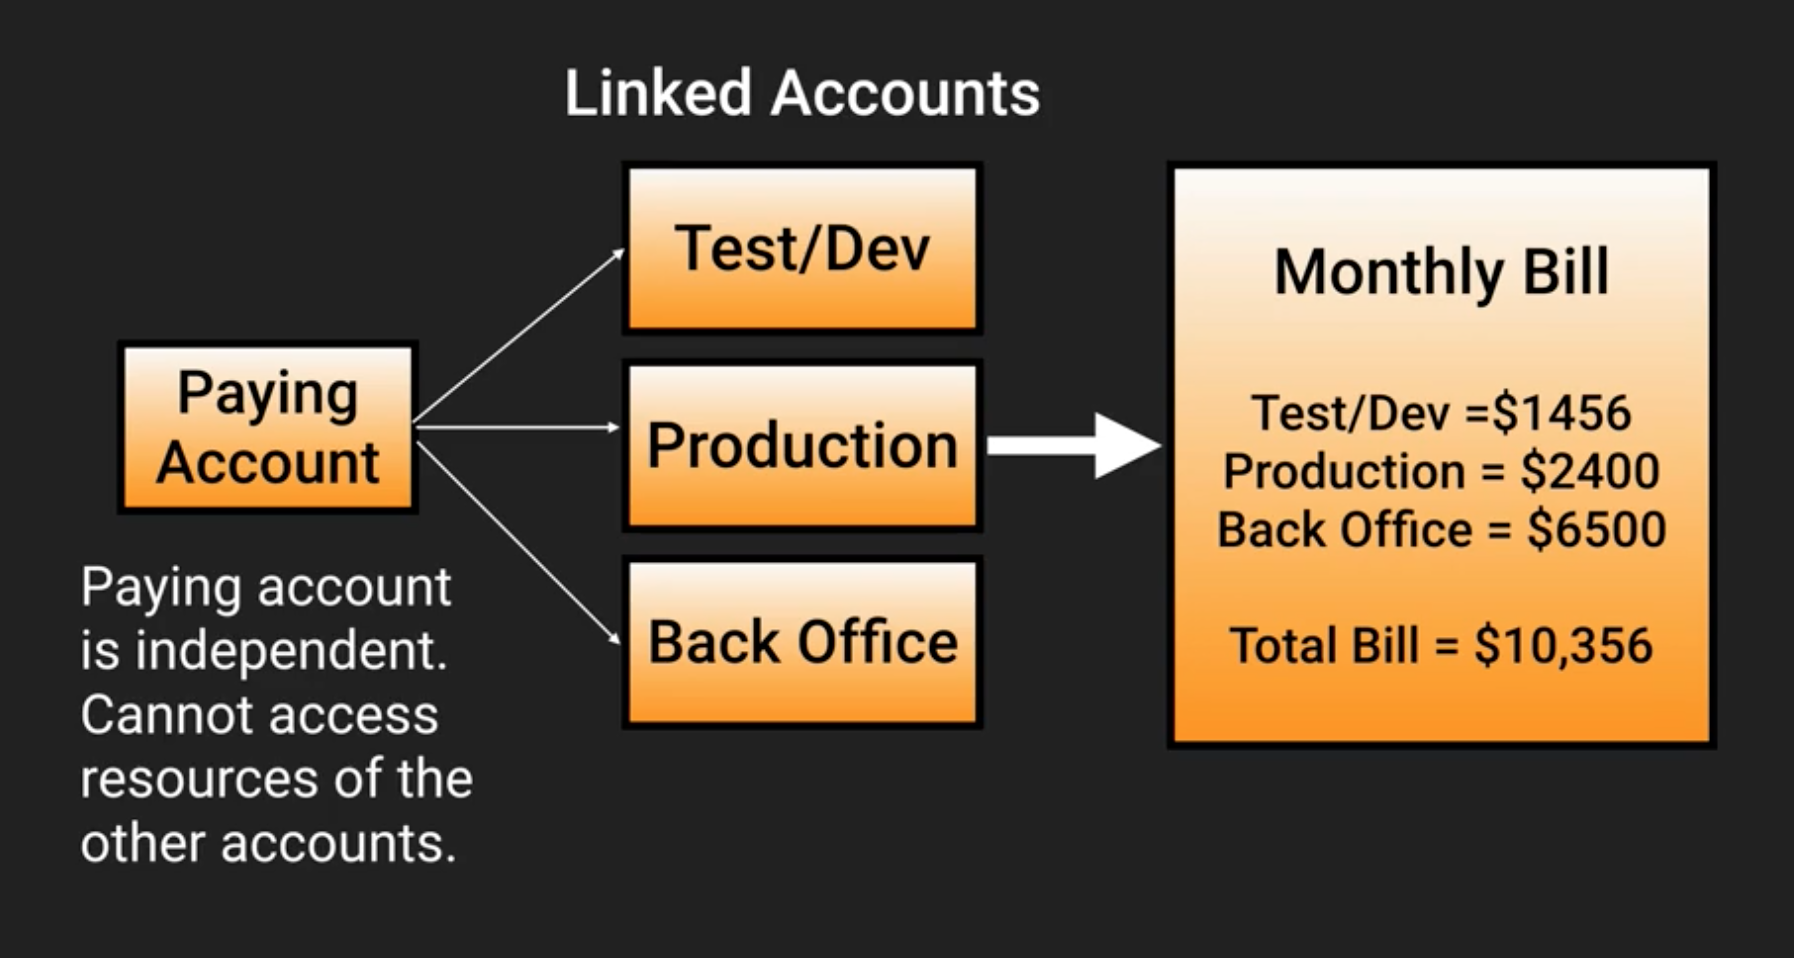 Linked Accounts
Paying
Account
Paying account
is independent.
Cannot access
resources of the
other accounts.
Test/Dev
Production
Back Office
Monthly Bill
Test/Dev =$1456
Production = $2400
Back Office = $6500
Total Bill = $10,356